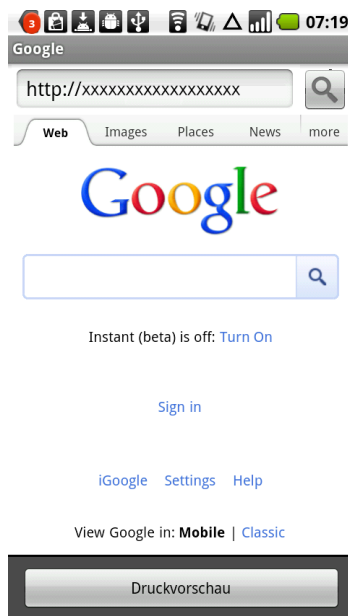 3 07:19
Google
http://xxxxxxxxxxxxxxxxxx
Web Images Places News more
Google
Instant (beta) is off: Turn On
Sign in
iGoogle Settings Help
View Google in: Mobile | Classic
Druckvorschau